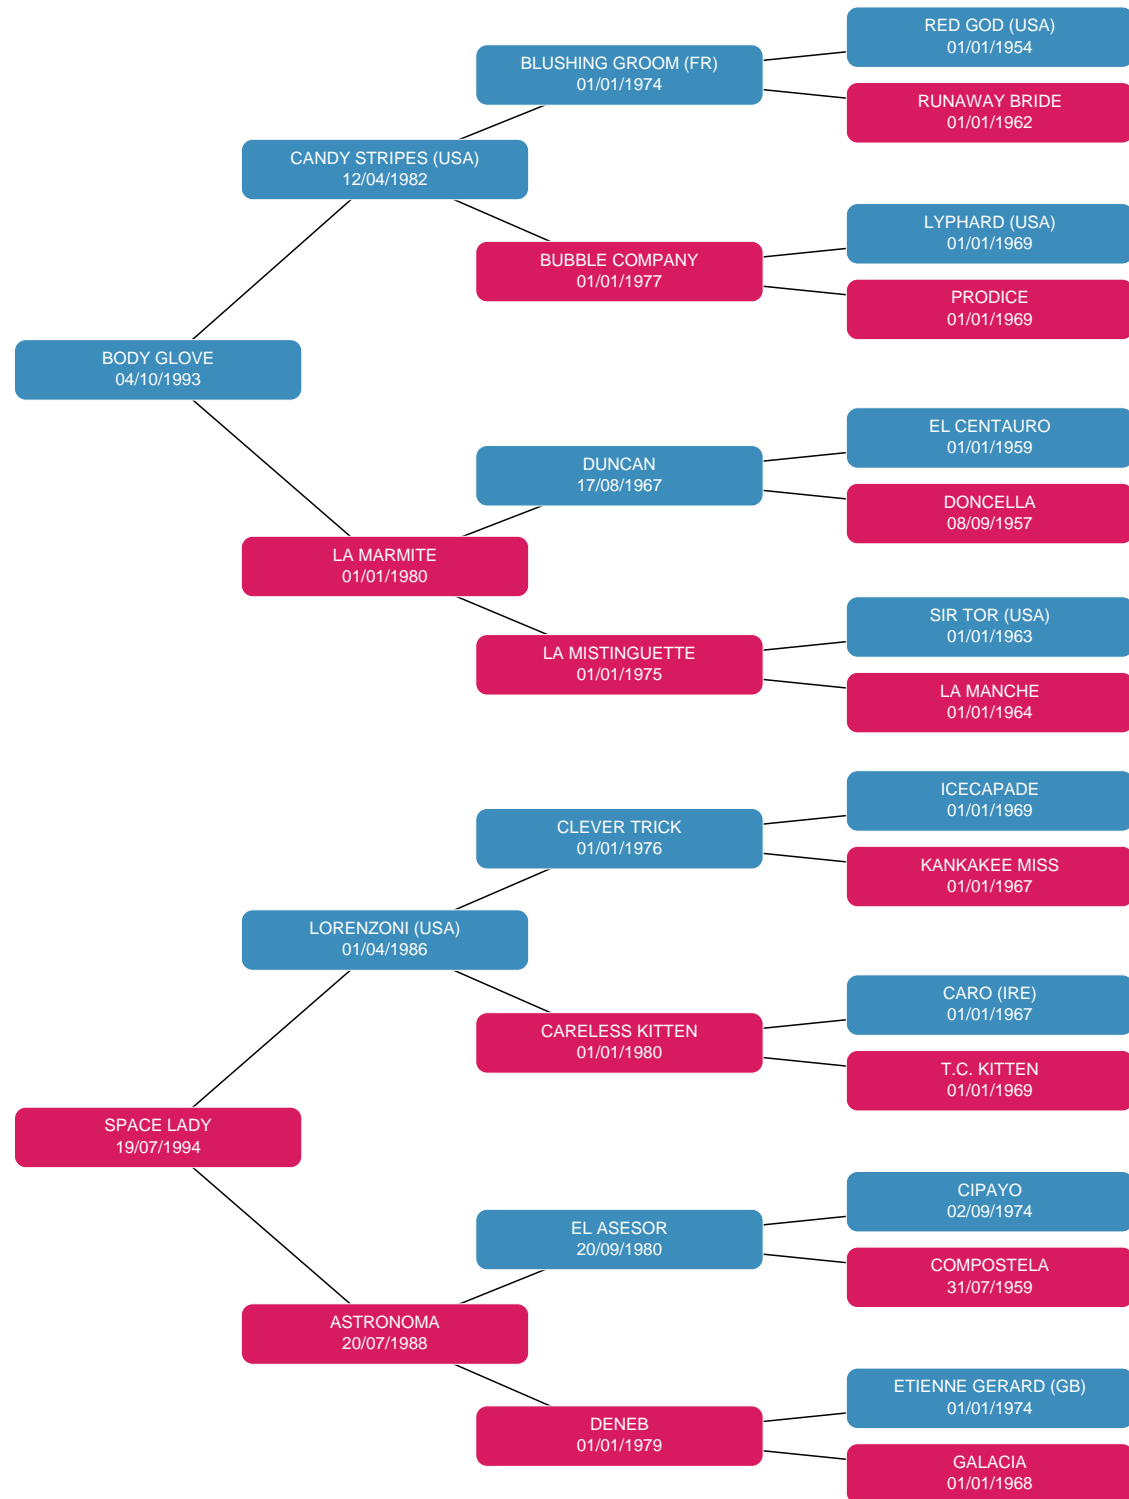 RED GOD (USA)
01/01/1954
BLUSHING GROOM (FR)
01/01/1974
RUNAWAY BRIDE
01/01/1962
CANDY STRIPES (USA)
12/04/1982
LYPHARD (USA)
01/01/1969
BUBBLE COMPANY
01/01/1977
PRODICE
01/01/1969
BODY GLOVE
04/10/1993
EL CENTAURO
01/01/1959
DUNCAN
17/08/1967
DONCELLA
08/09/1957
LA MARMITE
01/01/1980
SIR TOR (USA)
01/01/1963
LA MISTINGUETTE
01/01/1975
LA MANCHE
01/01/1964
ICECAPADE
01/01/1969
CLEVER TRICK
01/01/1976
KANKAKEE MISS
01/01/1967
LORENZONI (USA)
01/04/1986
CARO (IRE)
01/01/1967
CARELESS KITTEN
01/01/1980
T.C. KITTEN
01/01/1969
SPACE LADY
19/07/1994
CIPAYO
02/09/1974
EL ASESOR
20/09/1980
COMPOSTELA
31/07/1959
ASTRONOMA
20/07/1988
ETIENNE GERARD (GB)
01/01/1974
DENEB
01/01/1979
GALACIA
01/01/1968